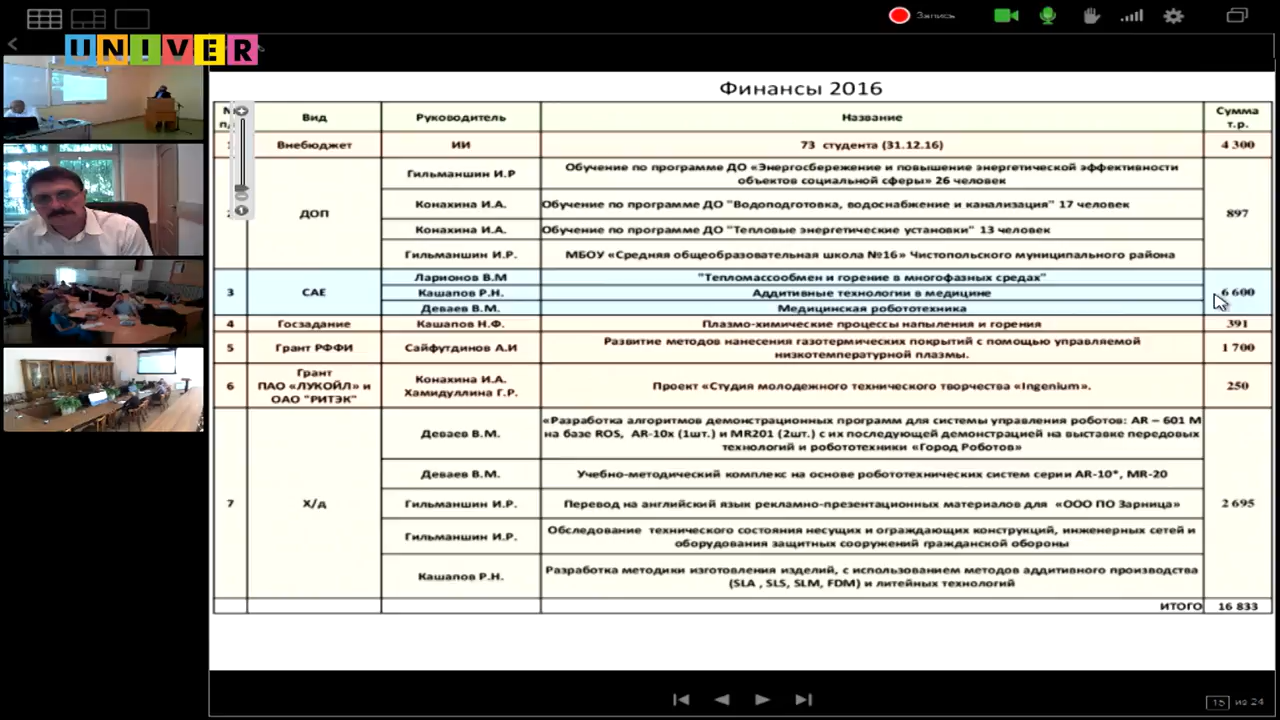 Запись
UNIVER
Финансы 2016
Вид
Руководитель
Название
Сумма
т.р.
Внебюджет
ИИ
73 студента (31.12.16)
4 300
ДОП
Гильманшин И.Р
Обучение по программе ДО «Энергосбережение и повышение энергетической эффективности
объектов социальной сферы» 26 человек
897
Конахина И.А.
Обучение по программе ДО "Водоподготовка, водоснабжение и канализация" 17 человек
Конахина И.А.
Обучение по программе ДО "Тепловые энергетические установки" 13 человек
Гильманшин И.Р.
МБОУ «Средняя общеобразовательная школа №16» Чистопольского муниципального района
3
САЕ
Ларионов В.М
"Тепломассообмен и горение в многофазных средах"
6 600
Кашапов Р.Н.
Аддитивные технологии в медицине
Деваев В.М.
Медицинская робототехника
4
Госзадание
Кашапов Н.Ф.
Плазмо-химические процессы напыления и горения
391
5
Грант РФФИ
Сайфутдинов А.И
Развитие методов нанесения газотермических покрытий с помощью управляемой
низкотемпературной плазмы.
1 700
6
Грант
ПАО «ЛУКОЙЛ» и
ОАО "РИТЭК"
Конахина И.А.
Хамидуллина Г.Р.
Проект «Студия молодежного технического творчества «Ingenium».
250
7
Х/д
Деваев В.М.
«Разработка алгоритмов демонстрационных программ для системы управления роботов: AR – 601 М
на базе ROS, AR-10x (1шт.) и MR201 (2шт.) с их последующей демонстрацией на выставке передовых
технологий и робототехники «Город Роботов»
2 695
Деваев В.М.
Учебно-методический комплекс на основе робототехнических систем серии AR-10*, MR-20
Гильманшин И.Р.
Перевод на английский язык рекламно-презентационных материалов для «ООО ПО Зарница»
Гильманшин И.Р.
Обследование технического состояния несущих и ограждающих конструкций, инженерных сетей и
оборудования защитных сооружений гражданской обороны
Кашапов Р.Н.
Разработка методики изготовления изделий, с использованием методов аддитивного производства
(SLA , SLS, SLM, FDM) и литейных технологий
ИТОГО
16 833
15 из 24